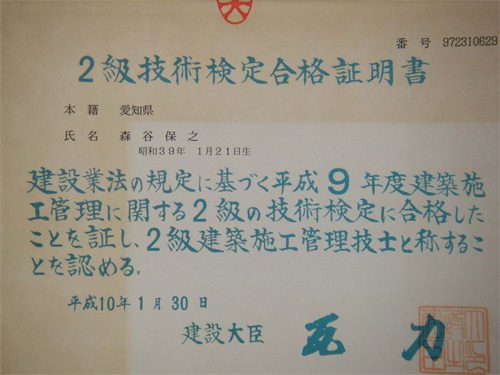 番号 972310629
2級技術検定合格証明書
本籍 愛知県
氏名 森谷保之
昭和39年 1月21日生
建設業法の規定に基づく平成9年度建築施
工管理に関する2級の技術検定に合格した
ことを証し、2級建築施工管理技士と称するこ
とを認める。
平成10年1月30日
建設大臣 瓦力